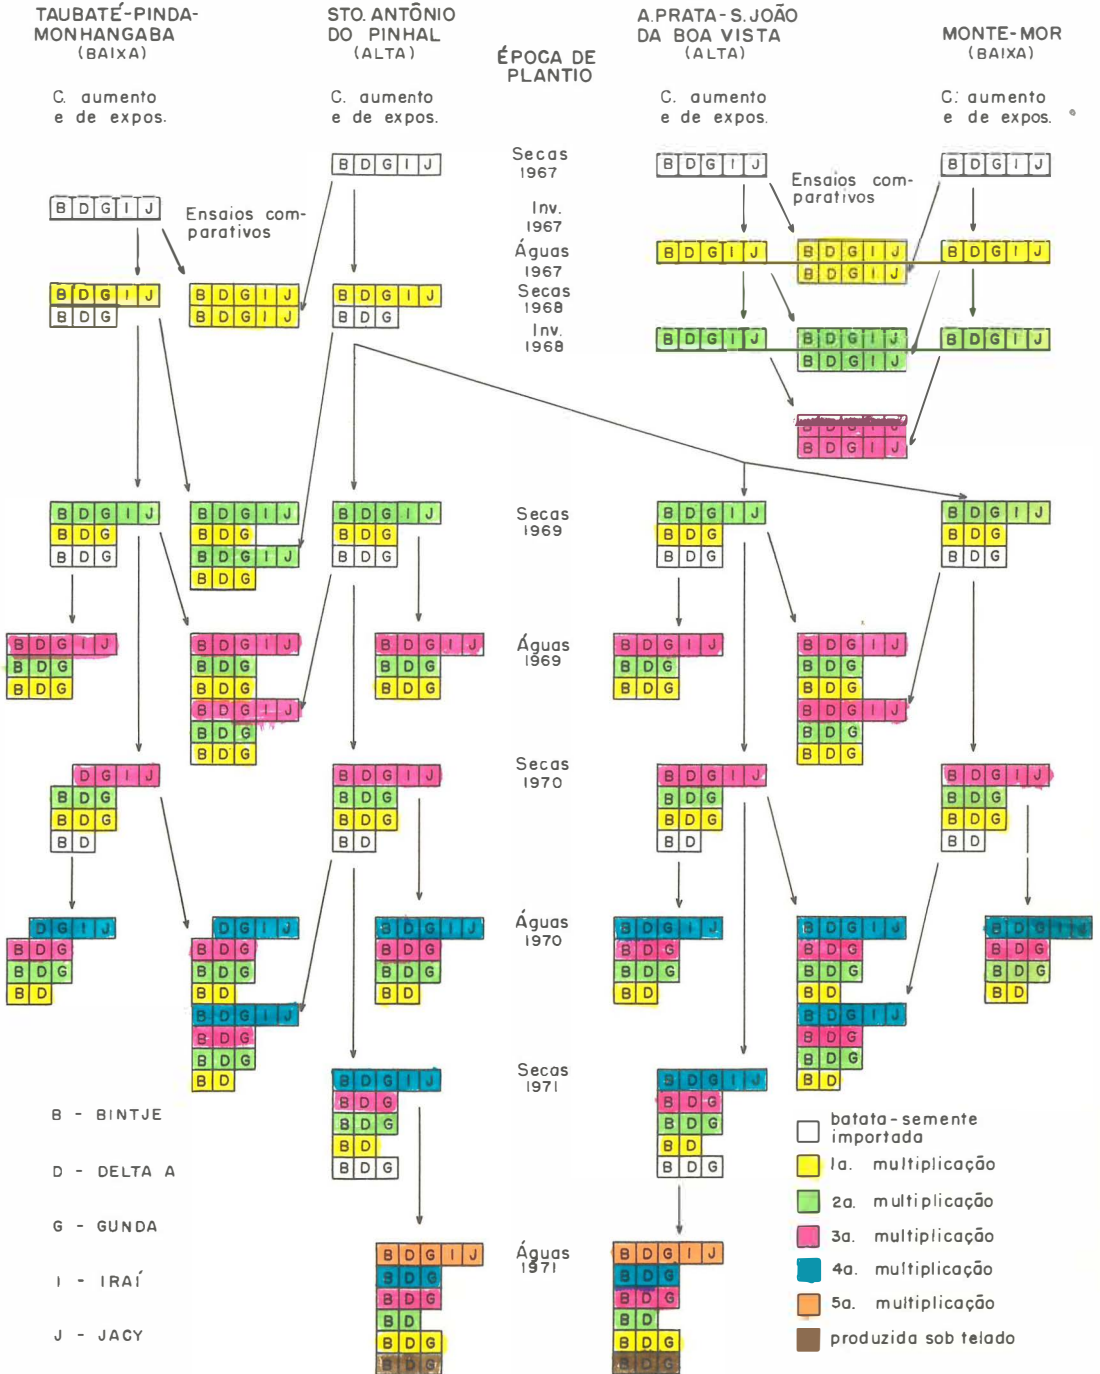 TAUBATÉ-PINDA-
MONHANGABA
(BAIXA)
STO. ANTÔNIO
DO PINHAL
(ALTA)
ÉPOCA DE
PLANTIO
A.PRATA-S.JOÃO
DA BOA VISTA
(ALTA)
MONTE-MOR
(BAIXA)
C. aumento
e de expos.
C. aumento
e de expos.
C. aumento
e de expos.
C. aumento
e de expos.
B D G I J
Secas
1967
B D G I J
B D G I J
Ensaios com-
parativos
B D G I J
Ensaios com-
parativos
Inv.
1967
Águas
1967
B D G I J
B D G I J
B D G I J
B D G I J
B D G I J
B D G
B D G I J
B D G I J
B D G I J
B D G
Secas
1968
Inv.
1968
B D G I J
B D G I J
B D G I J
B D G I J
B D G I J
B D G I J
B D G I J
B D G
B D G
B D G I J
B D G
B D G I J
B D G
B D G I J
B D G
B D G
Secas
1969
B D G I J
B D G
B D G
B D G I J
B D G
B D G
B D G I J
B D G
B D G
B D G I J
B D G
B D G
B D G I J
B D G
B D G
B D G I J
B D G
B D G
Águas
1969
B D G I J
B D G
B D G
B D G I J
B D G
B D G
B D G I J
B D G
B D G
D G I J
B D G
B D G
B D
B D G I J
B D G
B D G
B D
Secas
1970
B D G I J
B D G
B D G
B D
B D G I J
B D G
B D G
B D
D G I J
B D G
B D G
B D
D G I J
B D G
B D G
B D
B D G I J
B D G
B D G
B D
B D G I J
B D G
B D G
B D
Águas
1970
B D G I J
B D G
B D G
B D
B D G I J
B D G
B D G
B D
B D G I J
B D G
B D G
B D
B D G I J
B D G
B D G
B D
B D G I J
B D G
B D G
B D
B D G
Secas
1971
B D G I J
B D G
B D G
B D
B D G
B D G I J
B D G
B D G
B D
B D G
B D G
Águas
1971
B D G I J
B D G
B D G
B D
B D G
B D G
B - BINTJE
D - DELTA A
G - GUNDA
I - IRAÍ
J - JACY
batata-semente
importada
1a. multiplicação
2a. multiplicação
3a. multiplicação
4a. multiplicação
5a. multiplicação
produzida sob telado